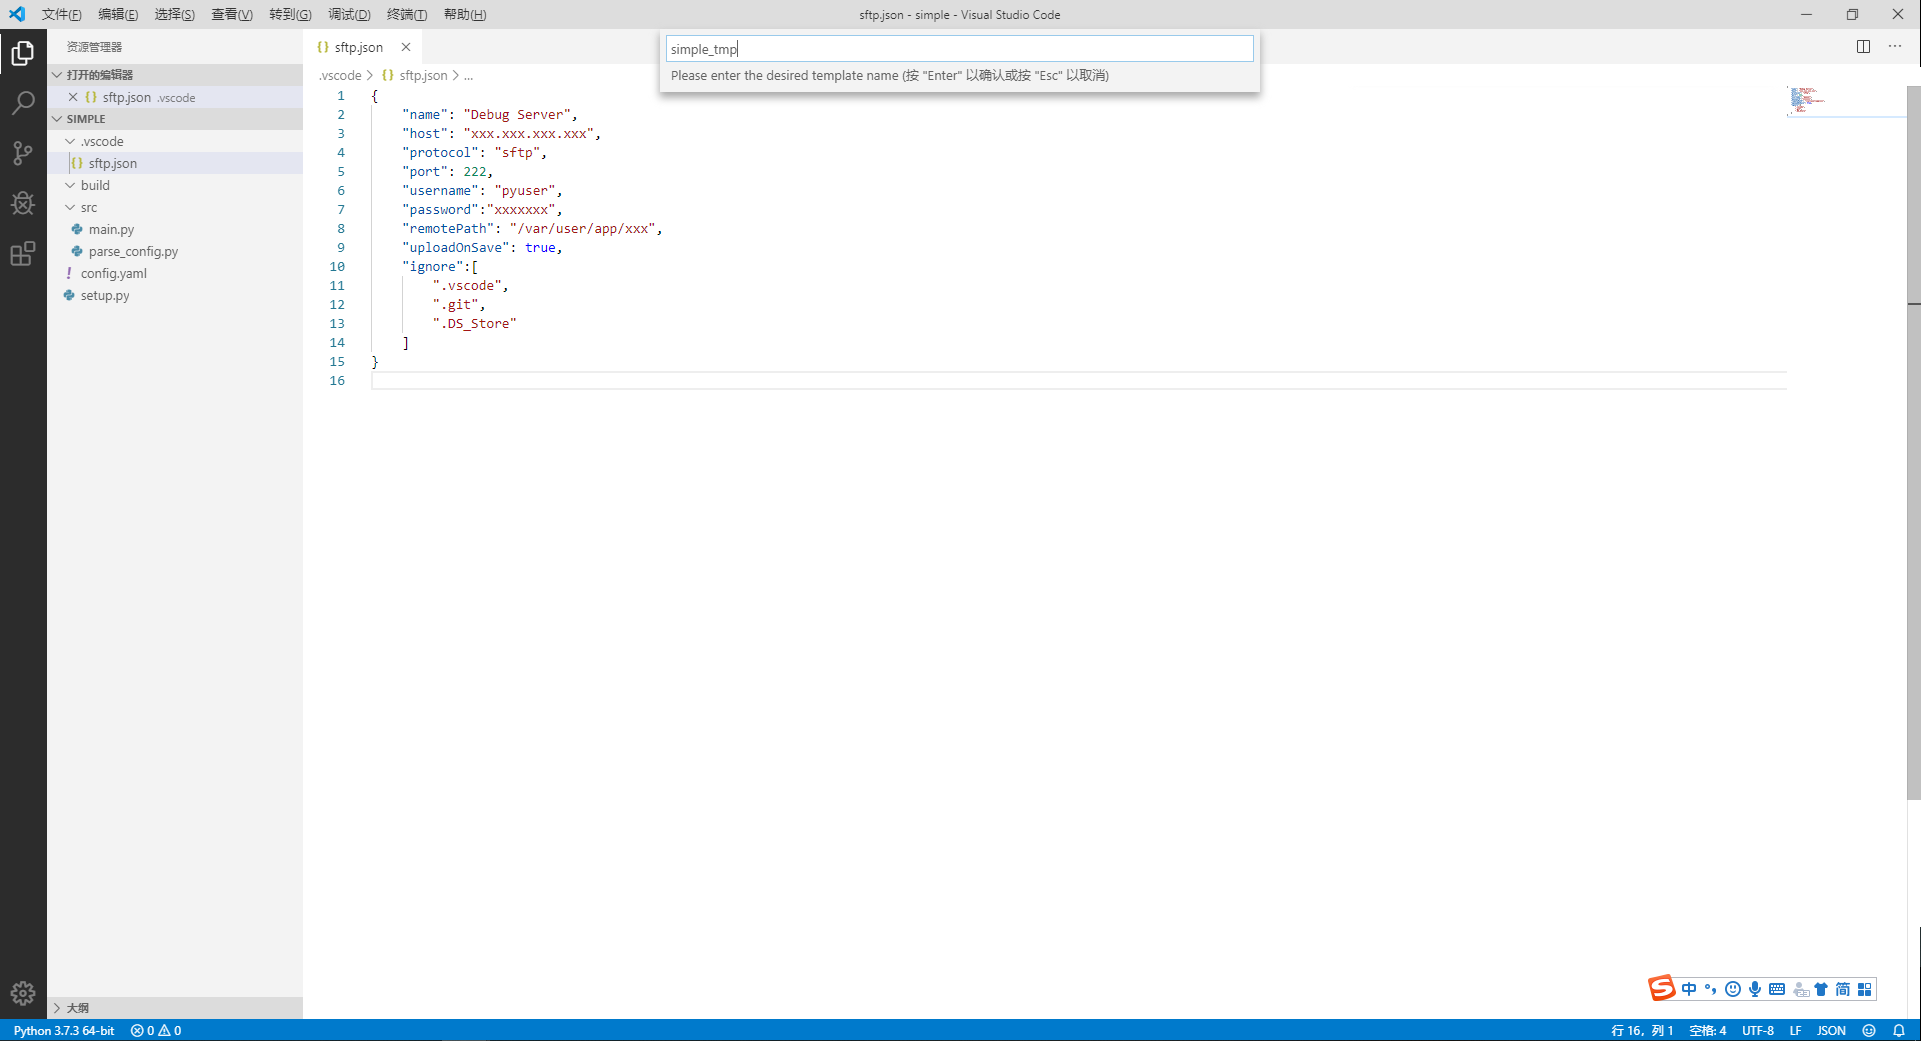 文件(F) 编辑(E) 选择(S) 查看(V) 转到(G) 调试(D) 终端(T) 帮助(H) sftp.json - simple - Visual Studio Code
资源管理器
打开的编辑器
sftp.json .vscode
SIMPLE
.vscode
sftp.json
build
src
main.py
parse_config.py
config.yaml
setup.py
大纲
sftp.json
simple_tmp
Please enter the desired template name (按 "Enter" 以确认或按 "Esc" 以取消)
.vscode > {} sftp.json > ...
1 {
2 "name": "Debug Server",
3 "host": "xxx.xxx.xxx.xxx",
4 "protocol": "sftp",
5 "port": 222,
6 "username": "pyuser",
7 "password":"xxxxxxx",
8 "remotePath": "/var/user/app/xxx",
9 "uploadOnSave": true,
10 "ignore":[
11 ".vscode",
12 ".git",
13 ".DS_Store"
14 ]
15 }
16
S 中 °, 简
Python 3.7.3 64-bit 0 0 行 16，列 1 空格: 4 UTF-8 LF JSON